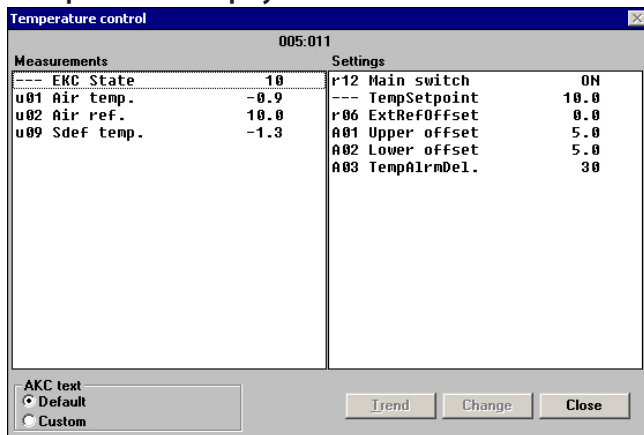 Temperature control
005:011
Measurements
--- EKC State 10
u01 Air temp. -0.9
u02 Air ref. 10.0
u09 Sdef temp. -1.3
Settings
r12 Main switch ON
--- TempSetpoint 10.0
r06 ExtRefOffset 0.0
A01 Upper offset 5.0
A02 Lower offset 5.0
A03 TempAlrmDel. 30
AKC text
Default
Custom
Trend
Change
Close